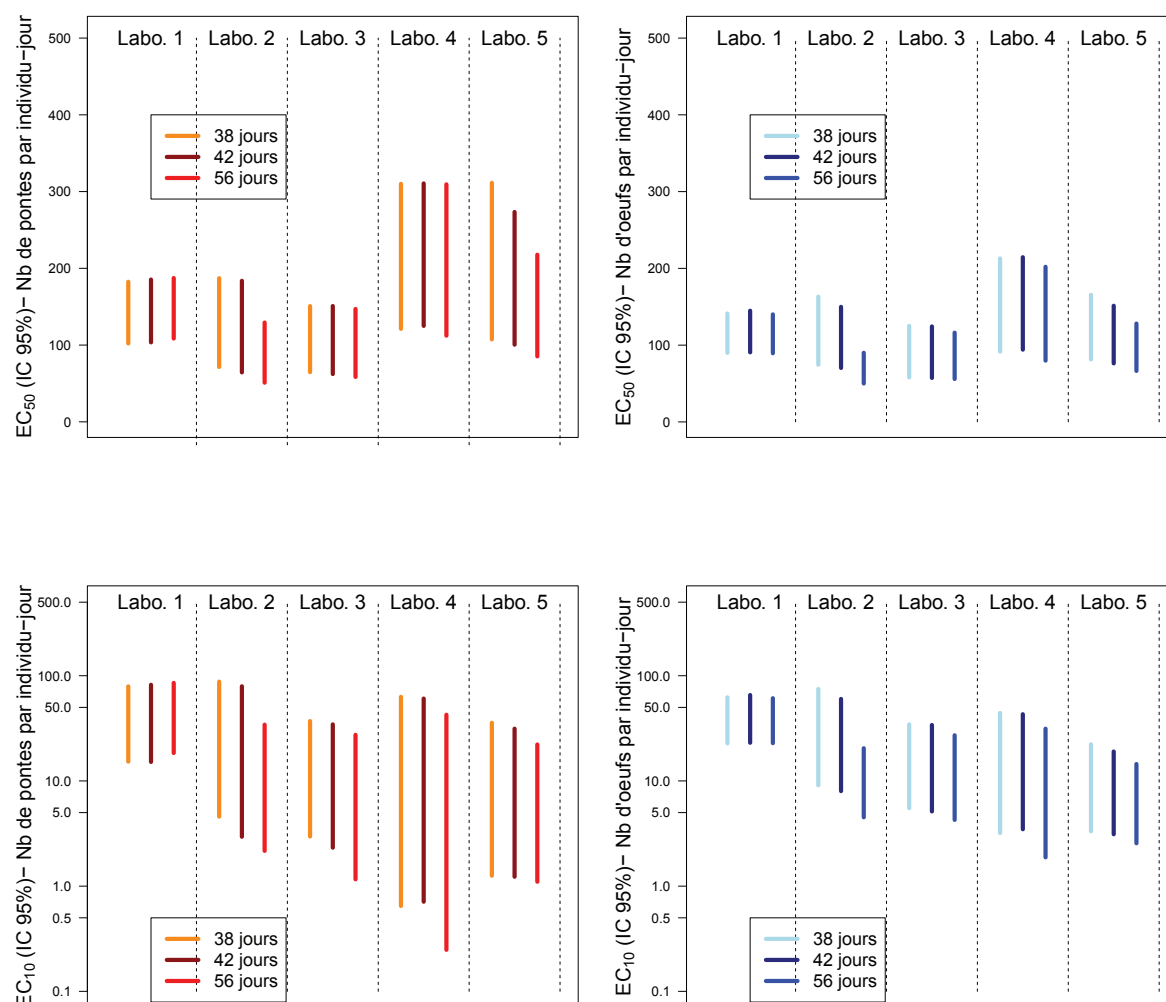 EC50 (IC 95%)− Nb de pontes par individu−jour
500
400
300
200
100
0
Labo. 1 Labo. 2 Labo. 3 Labo. 4 Labo. 5
38 jours
42 jours
56 jours
EC50 (IC 95%)− Nb d'oeufs par individu−jour
500
400
300
200
100
0
Labo. 1 Labo. 2 Labo. 3 Labo. 4 Labo. 5
38 jours
42 jours
56 jours
EC10 (IC 95%)− Nb de pontes par individu−jour
500.0
100.0
50.0
10.0
5.0
1.0
0.5
0.1
Labo. 1 Labo. 2 Labo. 3 Labo. 4 Labo. 5
38 jours
42 jours
56 jours
EC10 (IC 95%)− Nb d'oeufs par individu−jour
500.0
100.0
50.0
10.0
5.0
1.0
0.5
0.1
Labo. 1 Labo. 2 Labo. 3 Labo. 4 Labo. 5
38 jours
42 jours
56 jours